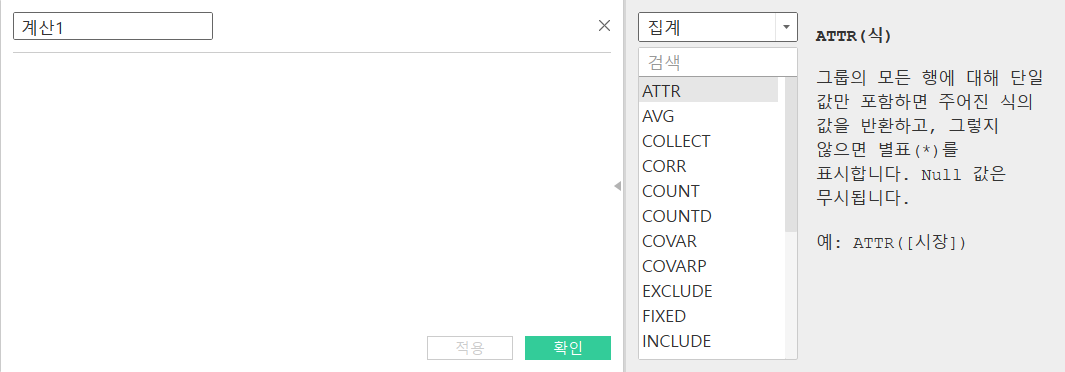 계산1
적용
확인
집계
검색
ATTR
AVG
COLLECT
CORR
COUNT
COUNTD
COVAR
COVARP
EXCLUDE
FIXED
INCLUDE
ATTR(식)
그룹의 모든 행에 대해 단일
값만 포함하면 주어진 식의
값을 반환하고, 그렇지
않으면 별표(*)를
표시합니다. Null 값은
무시됩니다.
예: ATTR([시장])